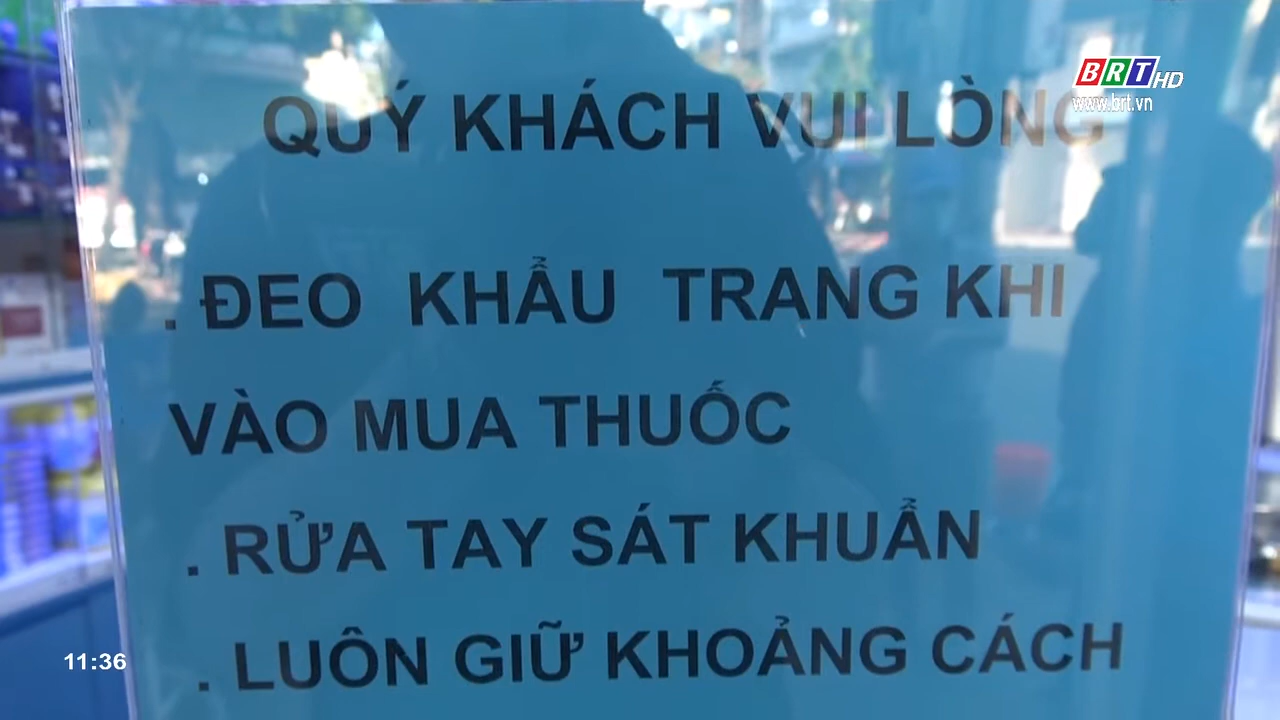 BRT HD
www.brt.vn
QUÝ KHÁCH VUI LÒNG
. ĐEO KHẨU TRANG KHI
VÀO MUA THUỐC
. RỬA TAY SÁT KHUẨN
. LUÔN GIỮ KHOẢNG CÁCH
11:36